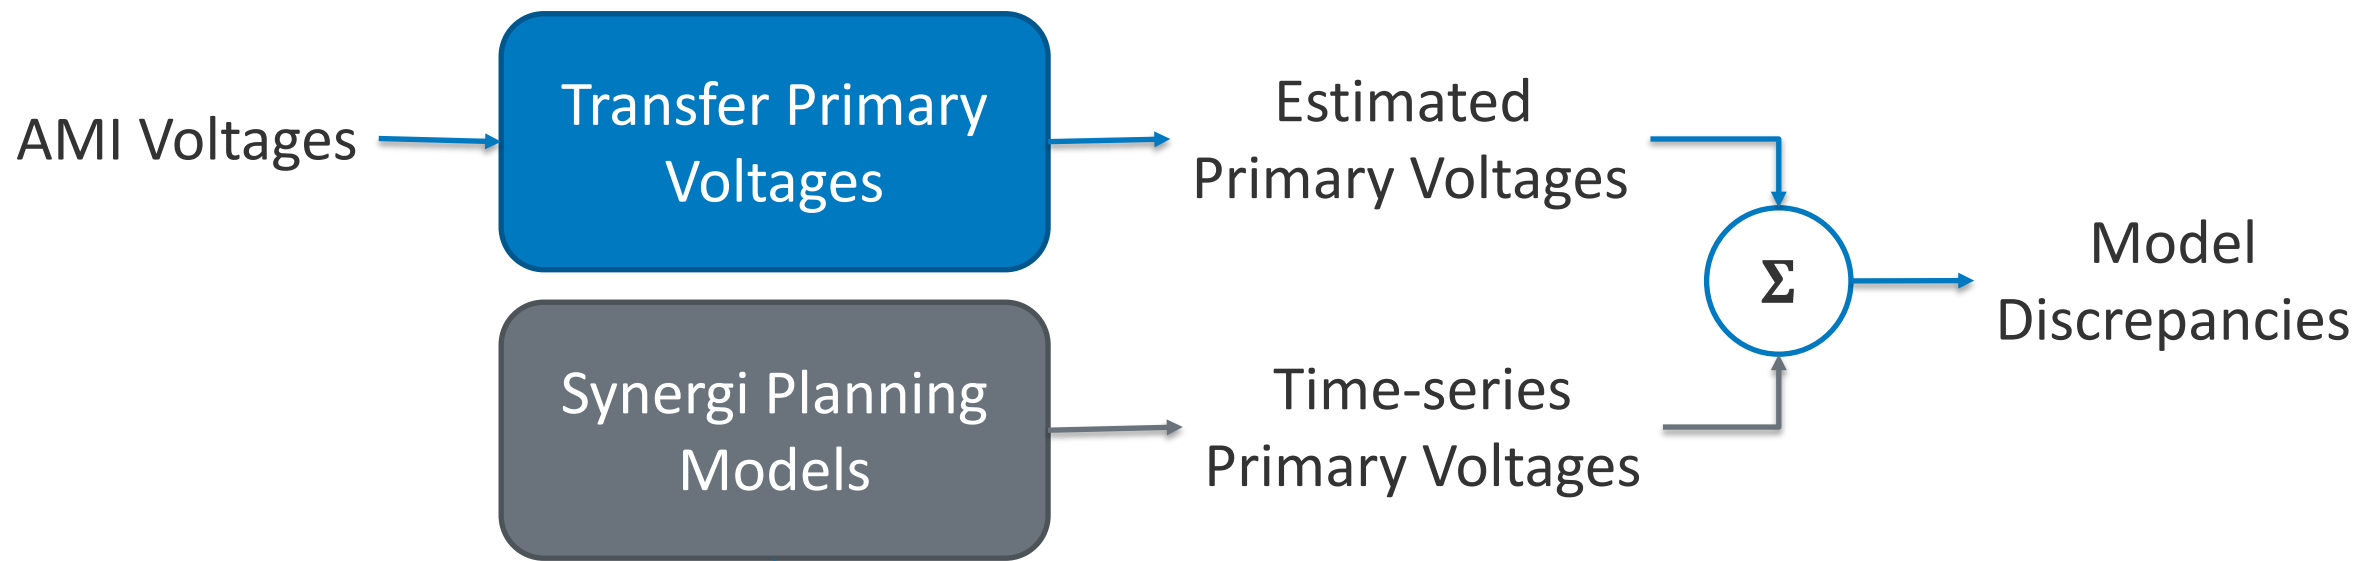 AMI Voltages
Transfer Primary
Voltages
Estimated
Primary Voltages
Synergi Planning
Models
Time-series
Primary Voltages
Σ
Model
Discrepancies